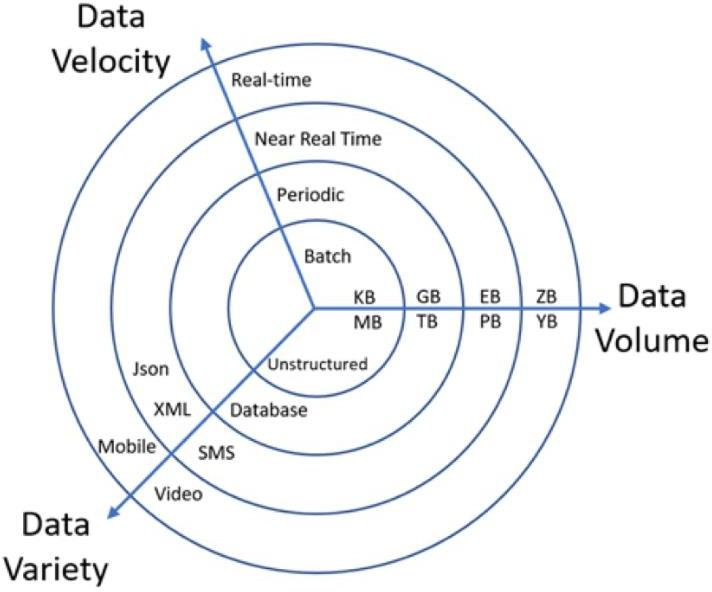 Data
Velocity
Real-time
Near Real Time
Periodic
Batch
KB GB EB ZB
MB TB PB YB
Data
Volume
Unstructured
Json
XML Database
Mobile SMS
Video
Data
Variety